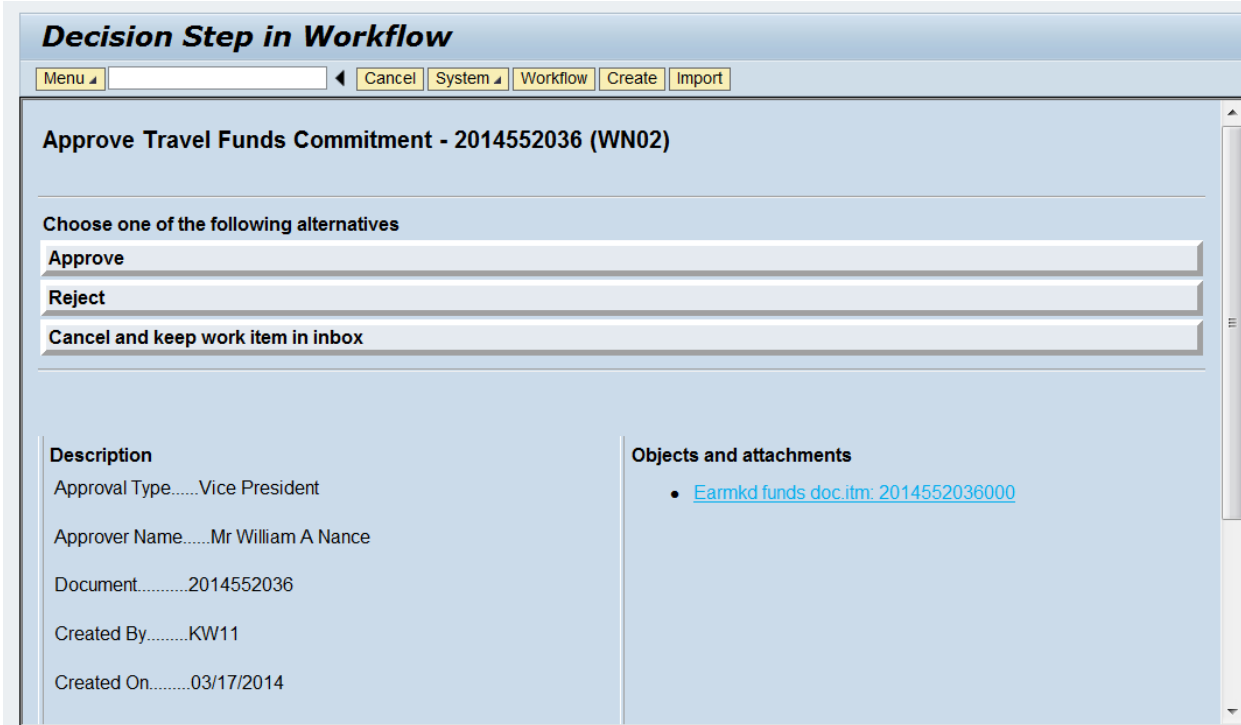 Decision Step in Workflow
Menu Cancel System Workflow Create Import
Approve Travel Funds Commitment - 2014552036 (WN02)
Choose one of the following alternatives
Approve
Reject
Cancel and keep work item in inbox
Description
Approval Type......Vice President
Approver Name......Mr William A Nance
Document...........2014552036
Created By.........KW11
Created On.........03/17/2014
Objects and attachments
Earmkd funds doc.itm: 2014552036000